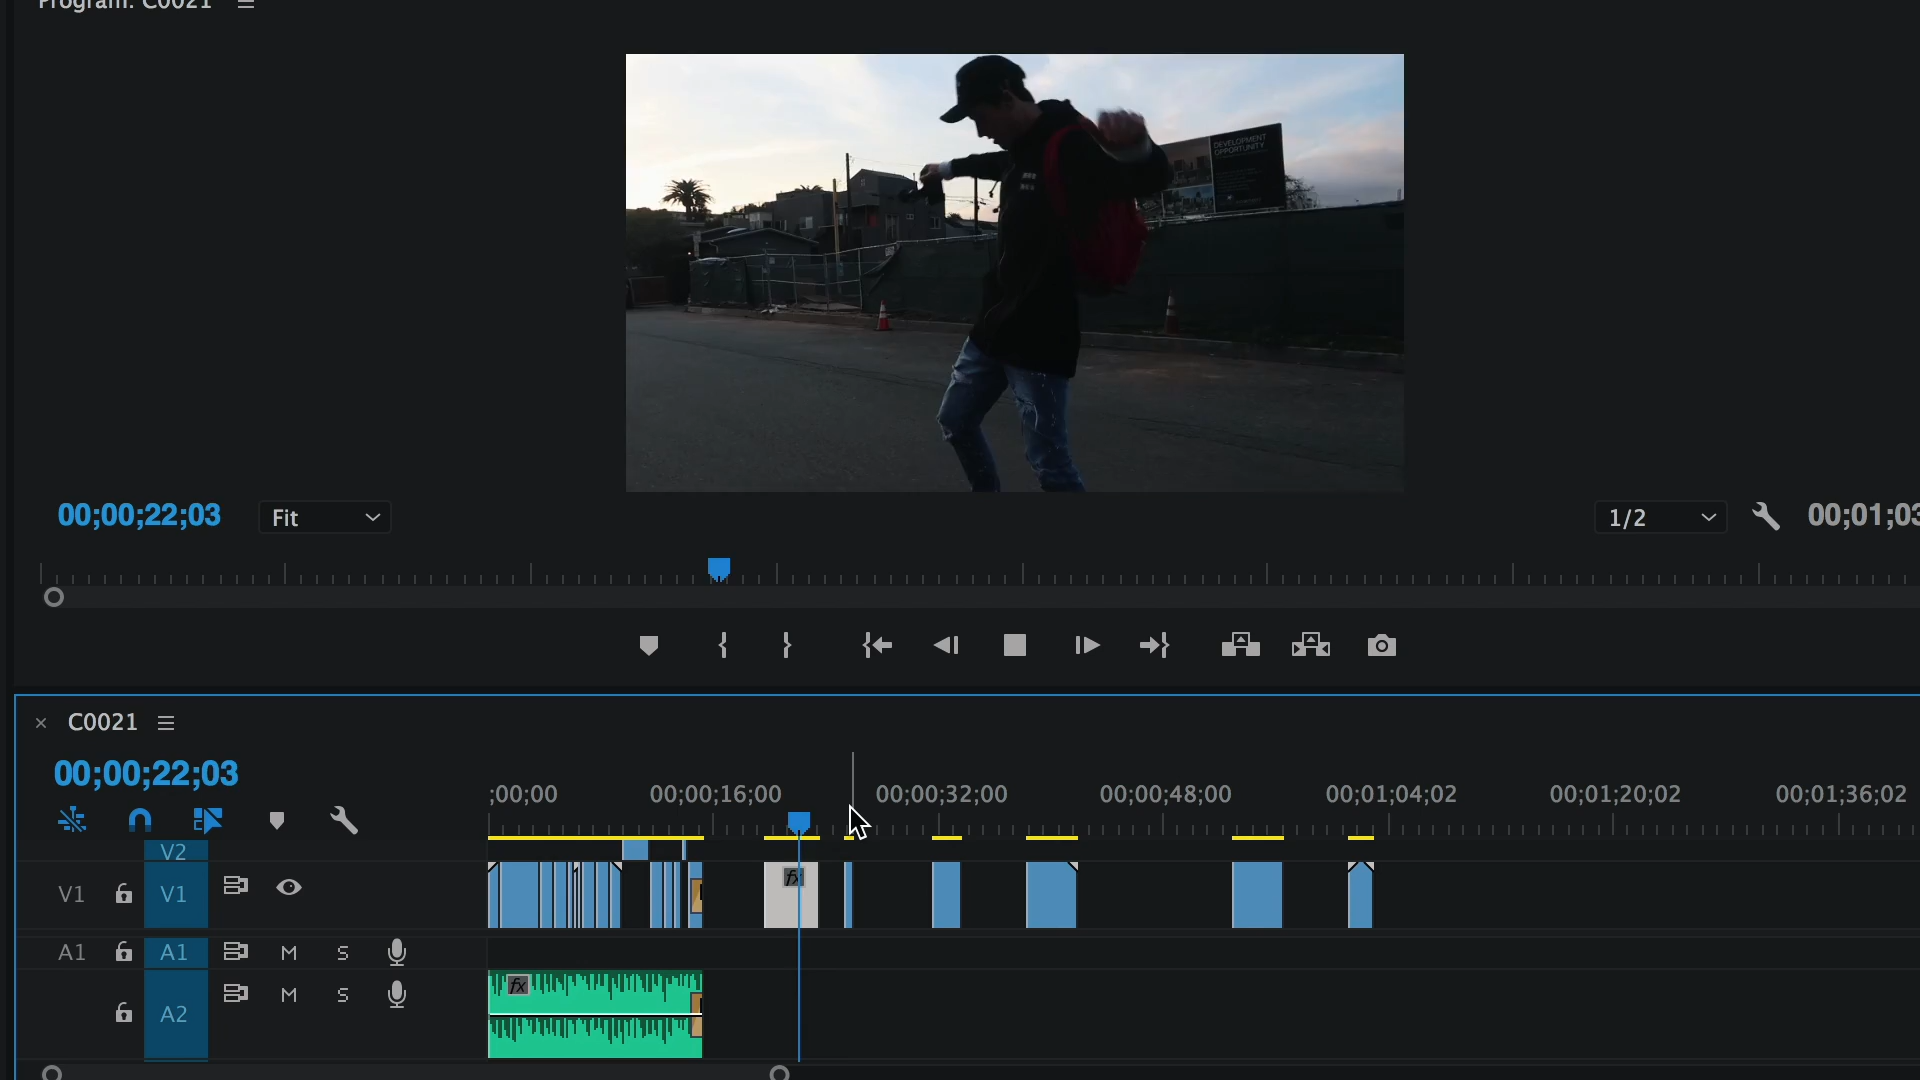 Program: C0021
DEVELOPMENT
OPPORTUNITY
00;00;22;03
Fit
1/2
00;01;03
C0021
00;00;22;03
;00;00
00;00;16;00
00;00;32;00
00;00;48;00
00;01;04;02
00;01;20;02
00;01;36;02
V2
V1
V1
fx
A1
A1
M
S
fx
M
S
A2